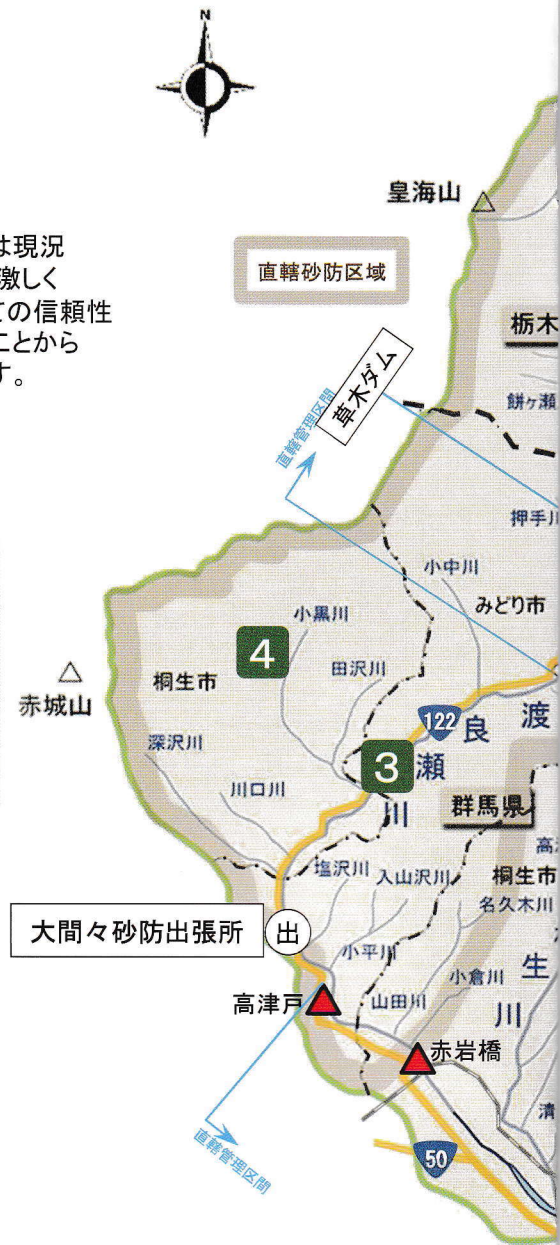 N
皇海山
は現況
激しく
ての信頼性
ことから
す。
直轄砂防区域
栃木
草木ダム
直轄管理区間
餅ヶ瀬
押手川
小中川
みどり市
小黒川
4
田沢川
桐生市
赤城山
122
良
渡
深沢川
3
瀬
川口川
川
群馬県
塩沢川
入山沢川
桐生市
名久木川
大間々砂防出張所
出
小平川
小倉川
生
高津戸
山田川
川
赤岩橋
直轄管理区間
50